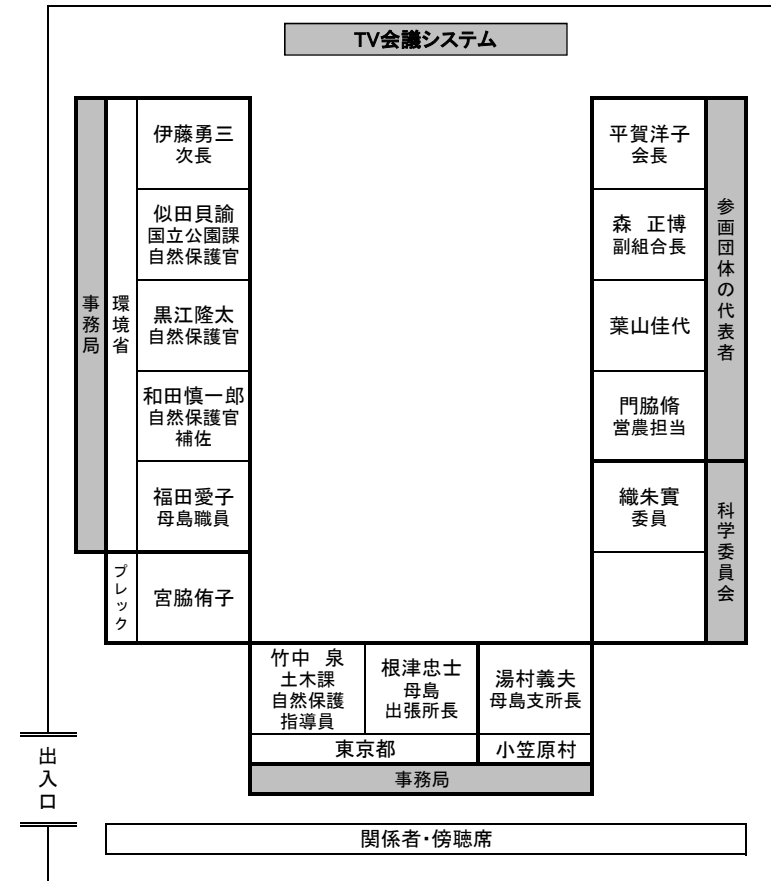 TV会議システム
事務局
環境省
伊藤勇三
次長
似田貝諭
国立公園課
自然保護官
黒江隆太
自然保護官
和田慎一郎
自然保護官
補佐
福田愛子
母島職員
プレック
宮脇侑子
平賀洋子
会長
森 正博
副組合長
葉山佳代
門脇脩
営農担当
参画団体の代表者
織朱實
委員
科学委員会
竹中 泉
土木課
自然保護
指導員
根津忠士
母島
出張所長
湯村義夫
母島支所長
東京都
小笠原村
事務局
出入口
関係者・傍聴席